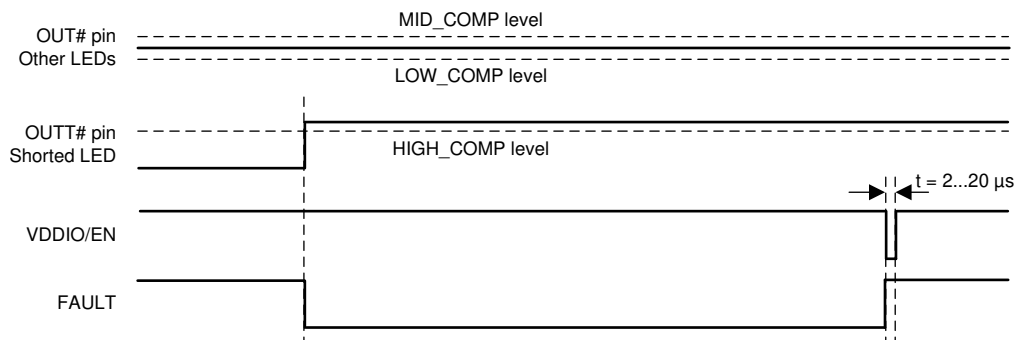 MID_COMP level
OUT# pin
Other LEDs
LOW_COMP level
OUTT# pin
Shorted LED
HIGH_COMP level
t = 2...20 µs
VDDIO/EN
FAULT